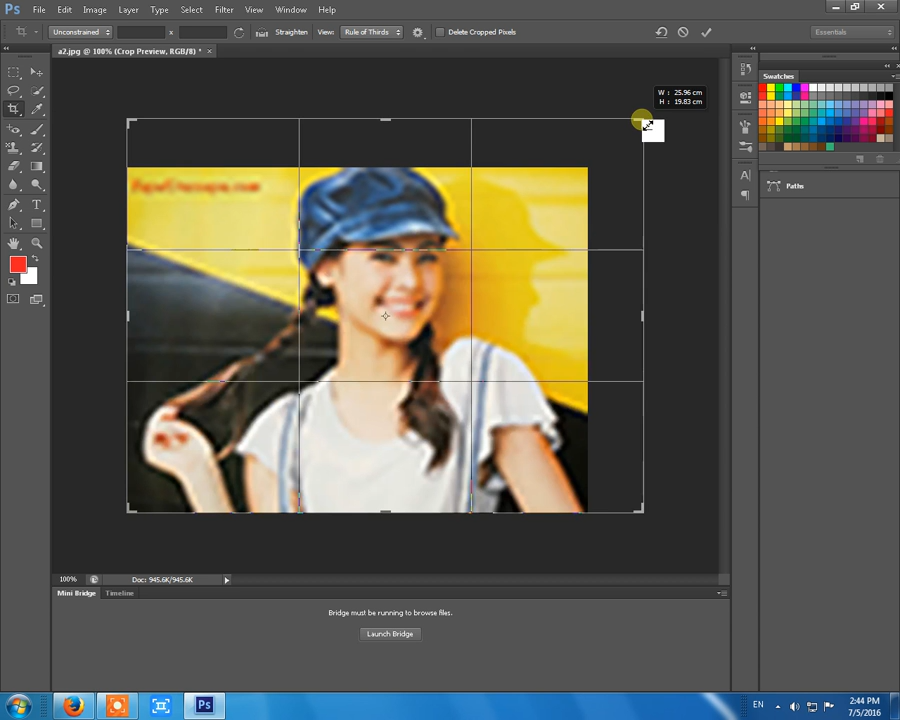 Ps File Edit Image Layer Type Select Filter View Window Help
Unconstrained x Straighten View: Rule of Thirds Delete Cropped Pixels Essentials
a2.jpg @ 100% (Crop Preview, RGB/8) * ×
W : 25.96 cm
H : 19.83 cm
Swatches
Paths
100% Doc: 945.6K/945.6K
Mini Bridge Timeline
Bridge must be running to browse files.
Launch Bridge
Ps
EN
2:44 PM
7/5/2016